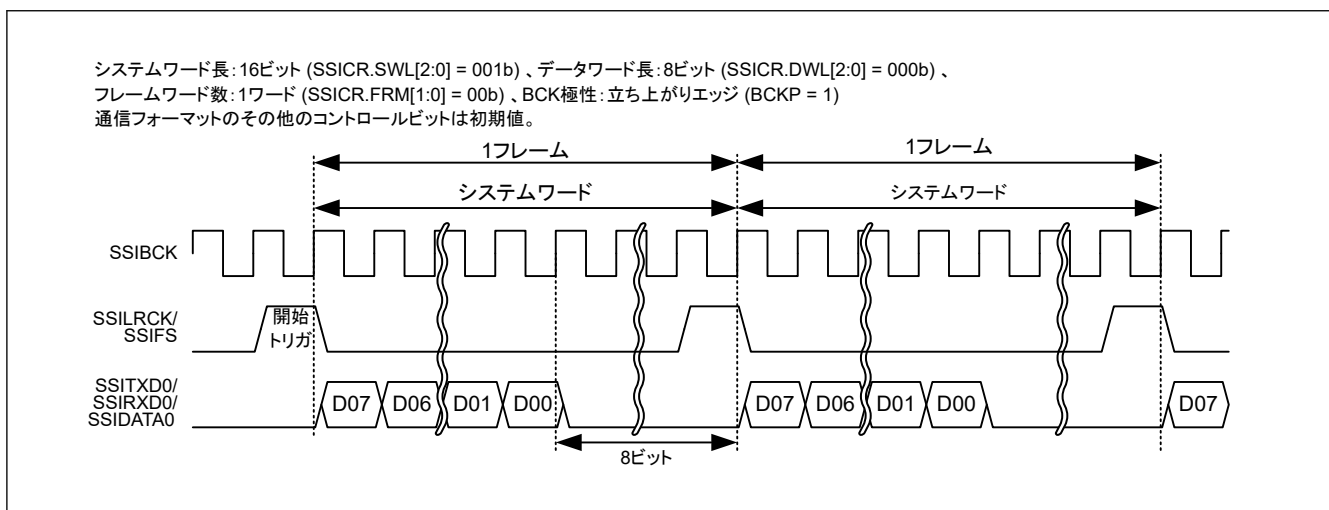 システムワード長：16ビット (SSICR.SWL[2:0] = 001b) 、データワード長：8ビット (SSICR.DWL[2:0] = 000b) 、
フレームワード数：1ワード (SSICR.FRM[1:0] = 00b) 、BCK極性：立ち上がりエッジ (BCKP = 1)
通信フォーマットのその他のコントロールビットは初期値。
1フレーム
1フレーム
システムワード
システムワード
SSIBCK
SSILRCK/
SSIFS
開始
トリガ
SSITXD0/
SSIRXD0/
SSIDATA0
D07 D06 D01 D00 D07 D06 D01 D00 D07
8ビット